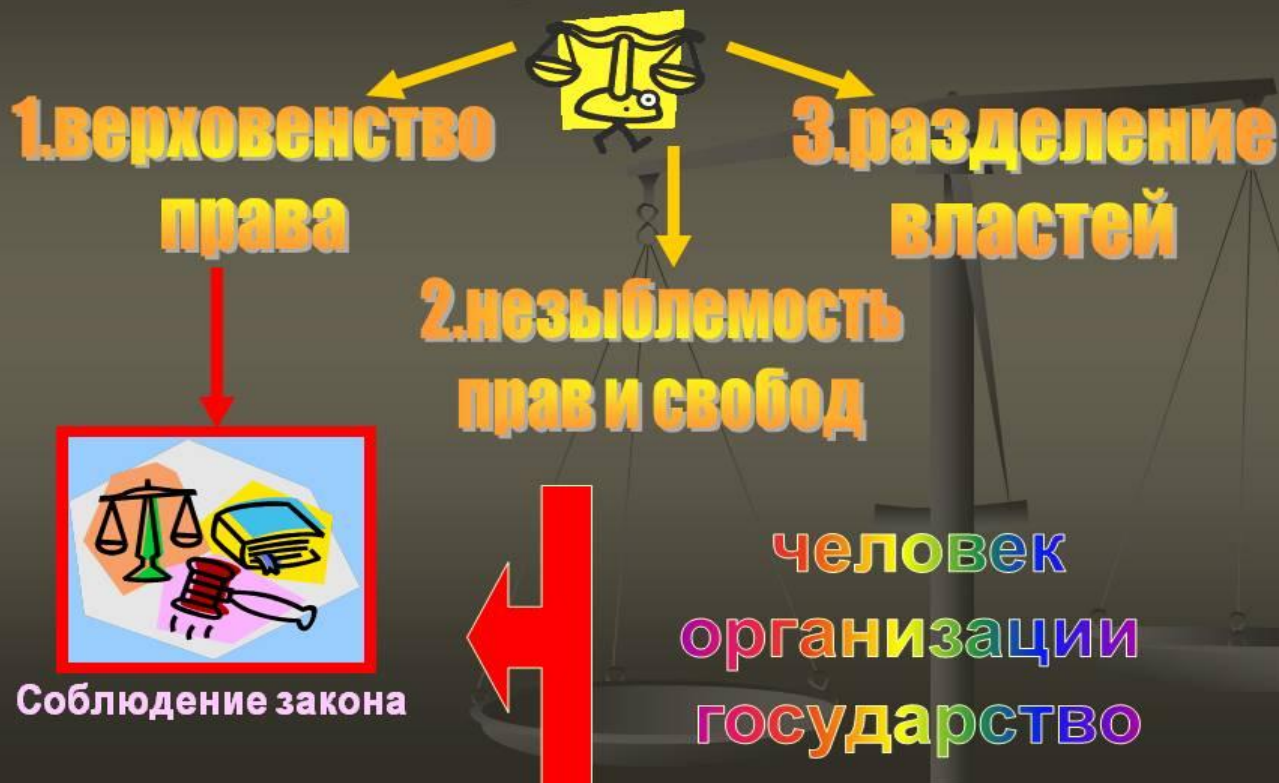 1.верховенство
права
2.незыблемость
прав и свобод
3.разделение
властей
Соблюдение закона
человек
организации
государство